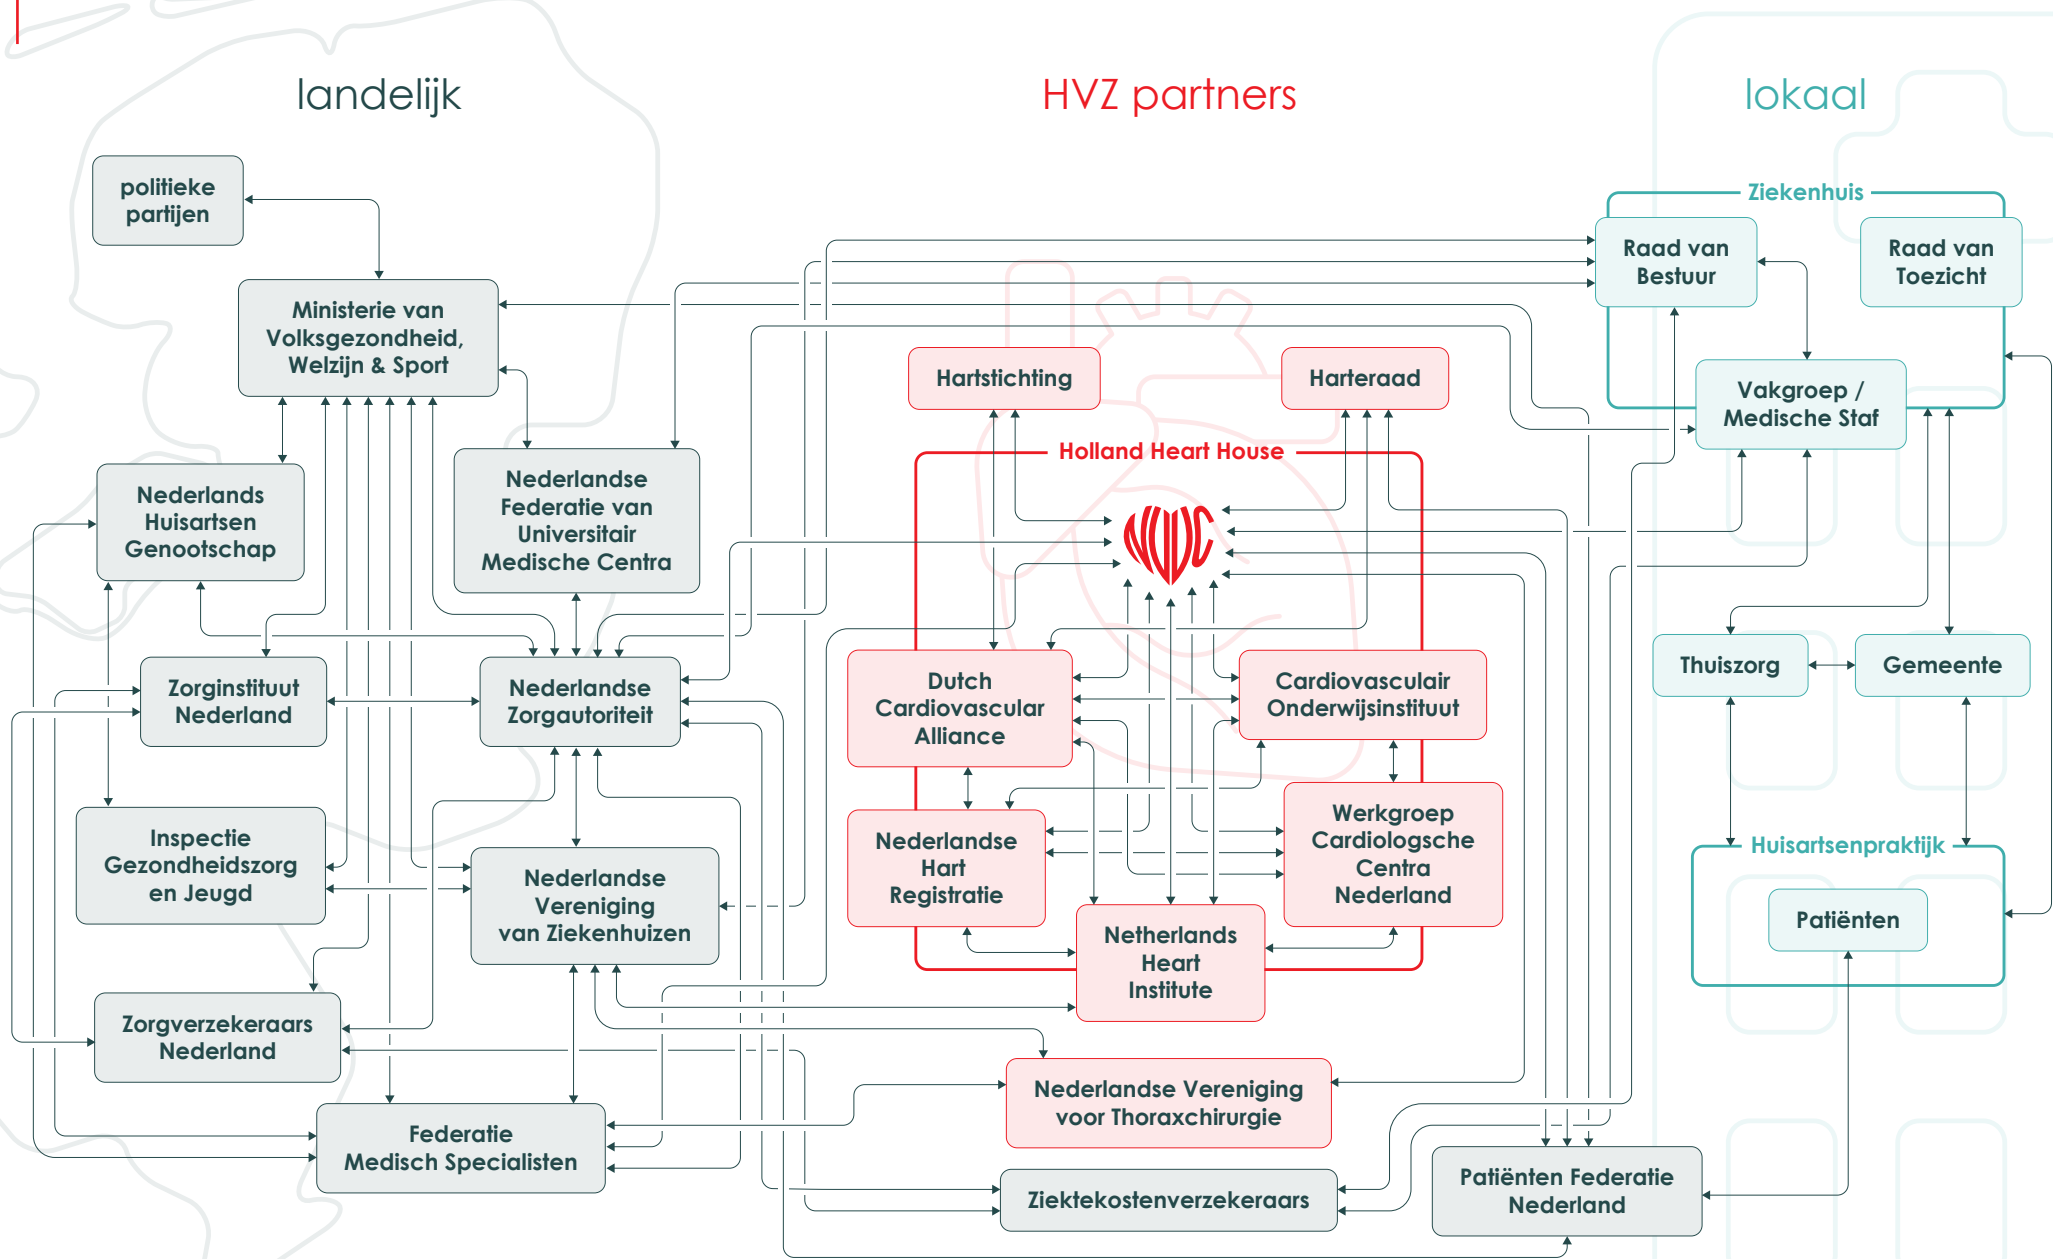 landelijk
HVZ partners
lokaal
politieke
partijen
Ministerie van
Volksgezondheid,
Welzijn & Sport
Nederlands
Huisartsen
Genootschap
Nederlandse
Federatie van
Universitair
Medische Centra
Zorginstituut
Nederland
Nederlandse
Zorgautoriteit
Inspectie
Gezondheidszorg
en Jeugd
Nederlandse
Vereniging
van Ziekenhuizen
Zorgverzekeraars
Nederland
Federatie
Medisch Specialisten
Hartstichting
Harteraad
Holland Heart House
NVVC
Dutch
Cardiovascular
Alliance
Cardiovasculair
Onderwijsinstituut
Nederlandse
Hart
Registratie
Werkgroep
Cardiologsche
Centra
Nederland
Netherlands
Heart
Institute
Nederlandse Vereniging
voor Thoraxchirurgie
Ziektekostenverzekeraars
Patiënten Federatie
Nederland
Ziekenhuis
Raad van
Bestuur
Raad van
Toezicht
Vakgroep /
Medische Staf
Thuiszorg
Gemeente
Huisartsenpraktijk
Patiënten